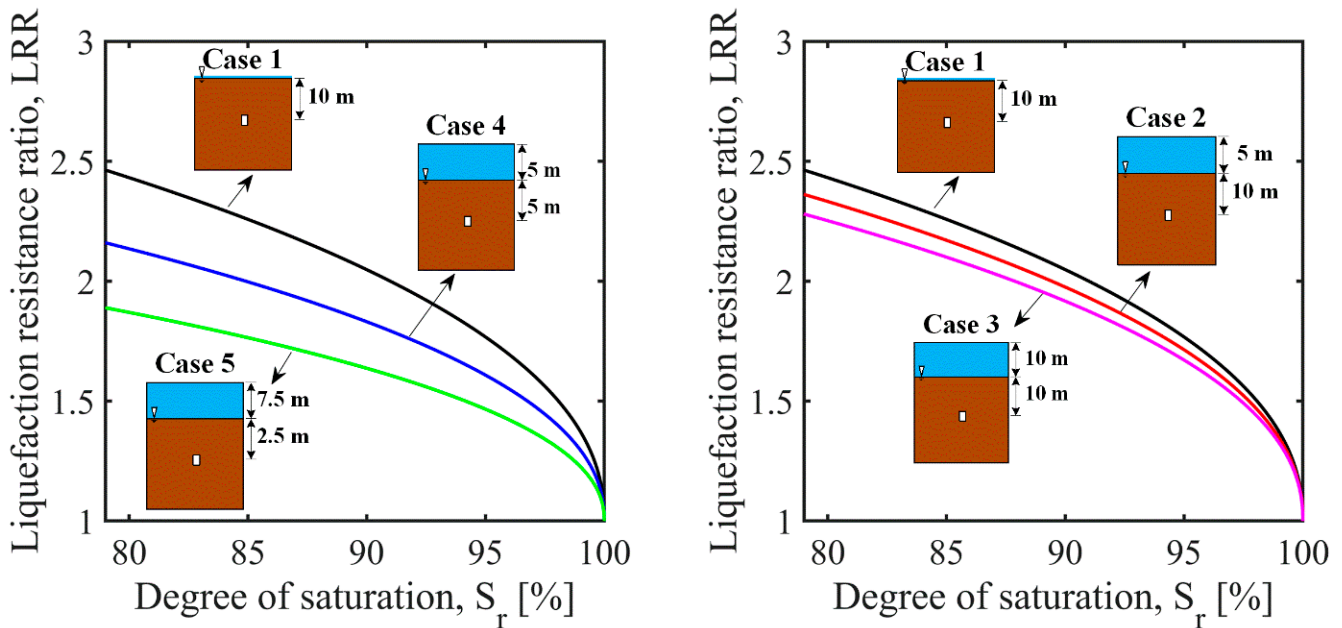 Liquefaction resistance ratio, LRR
3
2.5
2
1.5
1
80
85
90
95
100
Degree of saturation, S_r [%]
Case 1
10 m
Case 4
5 m
5 m
Case 5
7.5 m
2.5 m
Liquefaction resistance ratio, LRR
3
2.5
2
1.5
1
80
85
90
95
100
Degree of saturation, S_r [%]
Case 1
10 m
Case 2
5 m
10 m
Case 3
10 m
10 m